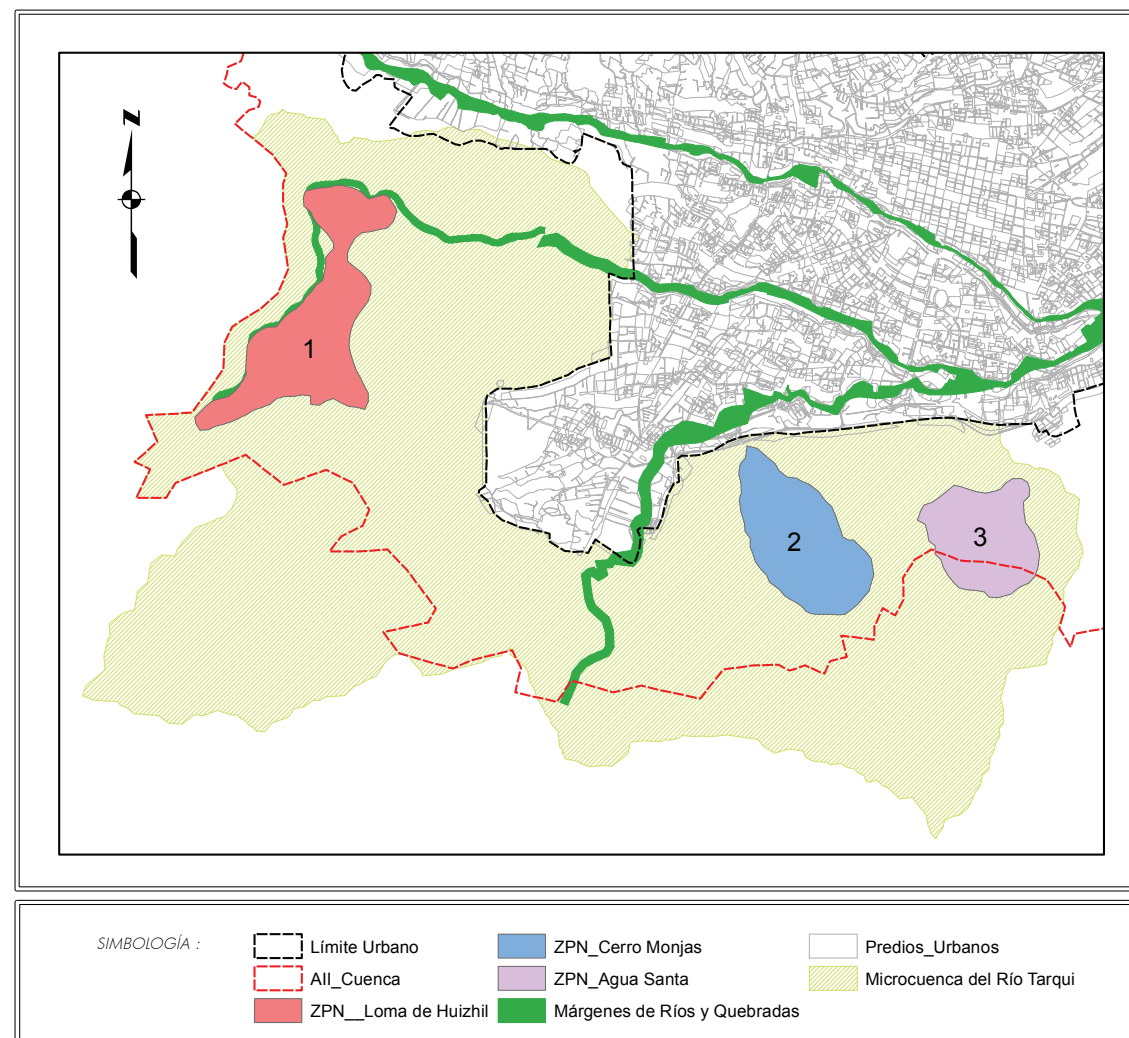 N
1
2
3
SIMBOLOGÍA :
Límite Urbano
AII_Cuenca
ZPN__Loma de Huizhil
ZPN_Cerro Monjas
ZPN_Agua Santa
Márgenes de Ríos y Quebradas
Predios_Urbanos
Microcuenca del Río Tarqui